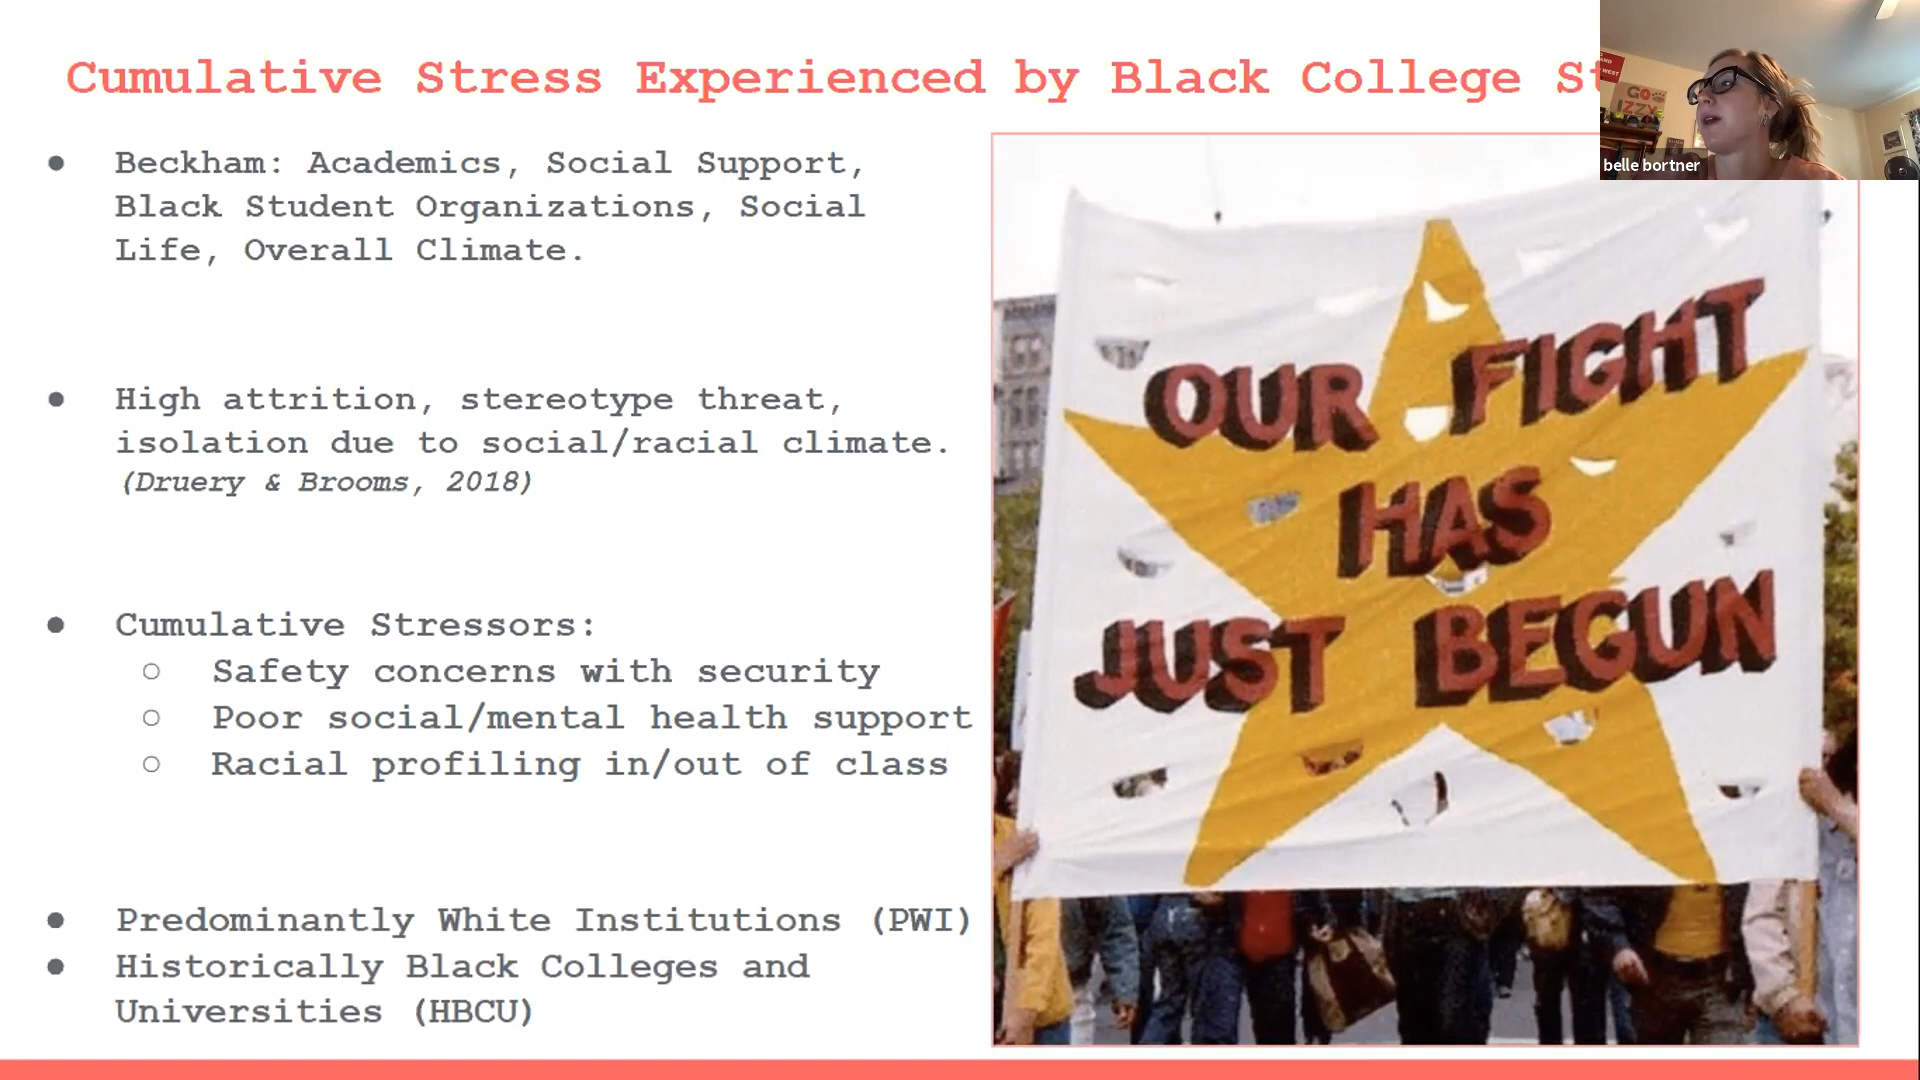 Cumulative Stress Experienced by Black College
Beckham: Academics, Social Support,
Black Student Organizations, Social
Life, Overall Climate.
High attrition, stereotype threat,
isolation due to social/racial climate.
(Druery & Brooms, 2018)
Cumulative Stressors:
Safety concerns with security
Poor social/mental health support
Racial profiling in/out of class
Predominantly White Institutions (PWI)
Historically Black Colleges and
Universities (HBCU)
OUR FIGHT
HAS
JUST BEGUN
GO
IZZY
WEST
belle bortner